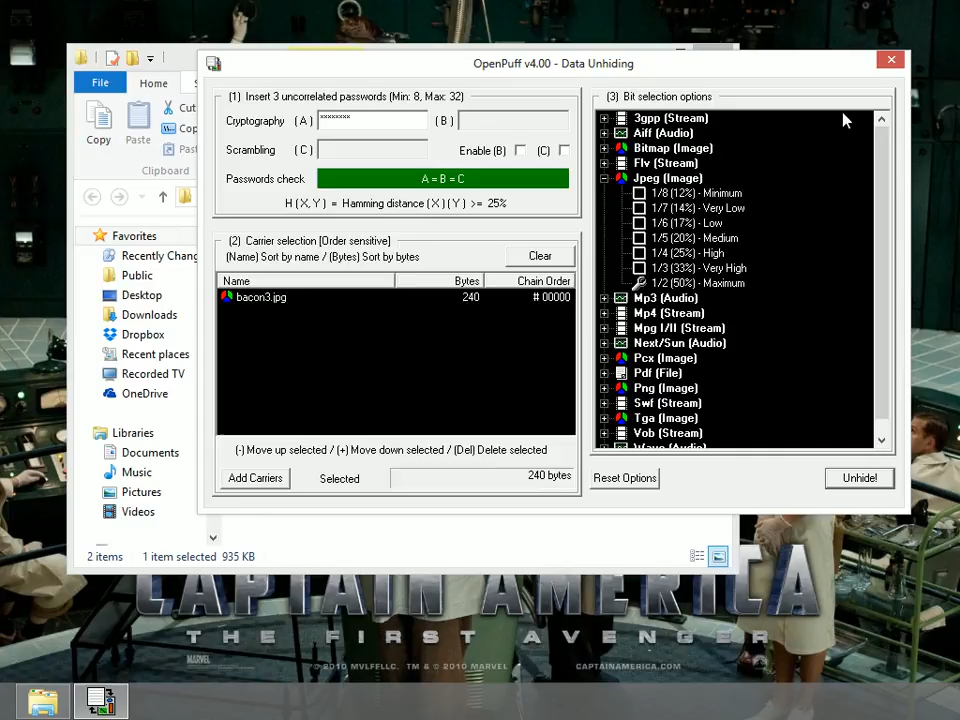 OpenPuff v4.00 - Data Unhiding
File
Home
Cut
Copy
Paste
Cop
Clipboard
Favorites
Recently Chang
Public
Desktop
Downloads
Dropbox
Recent places
Recorded TV
OneDrive
Libraries
Documents
Music
Pictures
Videos
2 items 1 item selected 935 KB
(1) Insert 3 uncorrelated passwords (Min: 8, Max: 32)
Cryptography (A) ******** (B)
Scrambling (C) Enable (B) (C)
Passwords check A = B = C
H ( X, Y ) = Hamming distance ( X ) ( Y ) >= 25%
(2) Carrier selection [Order sensitive]
(Name) Sort by name / (Bytes) Sort by bytes
Clear
Name Bytes Chain Order
bacon3.jpg 240 # 00000
(-) Move up selected / (+) Move down selected / (Del) Delete selected
Add Carriers Selected 240 bytes
(3) Bit selection options
3gpp (Stream)
Aiff (Audio)
Bitmap (Image)
Flv (Stream)
Jpeg (Image)
1/8 (12%) - Minimum
1/7 (14%) - Very Low
1/6 (17%) - Low
1/5 (20%) - Medium
1/4 (25%) - High
1/3 (33%) - Very High
1/2 (50%) - Maximum
Mp3 (Audio)
Mp4 (Stream)
Mpg I/II (Stream)
Next/Sun (Audio)
Pcx (Image)
Pdf (File)
Png (Image)
Swf (Stream)
Tga (Image)
Vob (Stream)
Wave (Audio)
Reset Options Unhide!
CAPTAIN AMERICA
THE FIRST AVENGER
MARVEL © 2010 MVLFFLLC. TM & © 2010 MARVEL CAPTAINAMERICA.COM